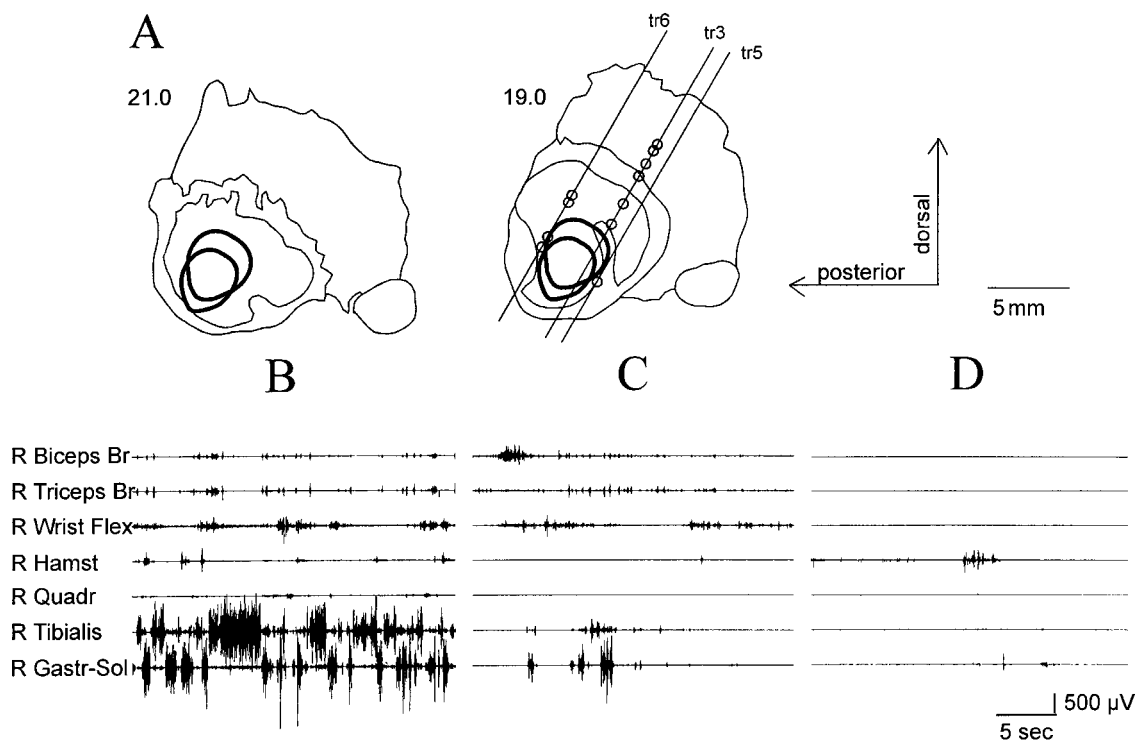 A
21.0
19.0
tr6
tr3
tr5
dorsal
posterior
5 mm
B
C
D
R Biceps Br
R Triceps Br
R Wrist Flex
R Hamst
R Quadr
R Tibialis
R Gastr-Sol
500 µV
5 sec